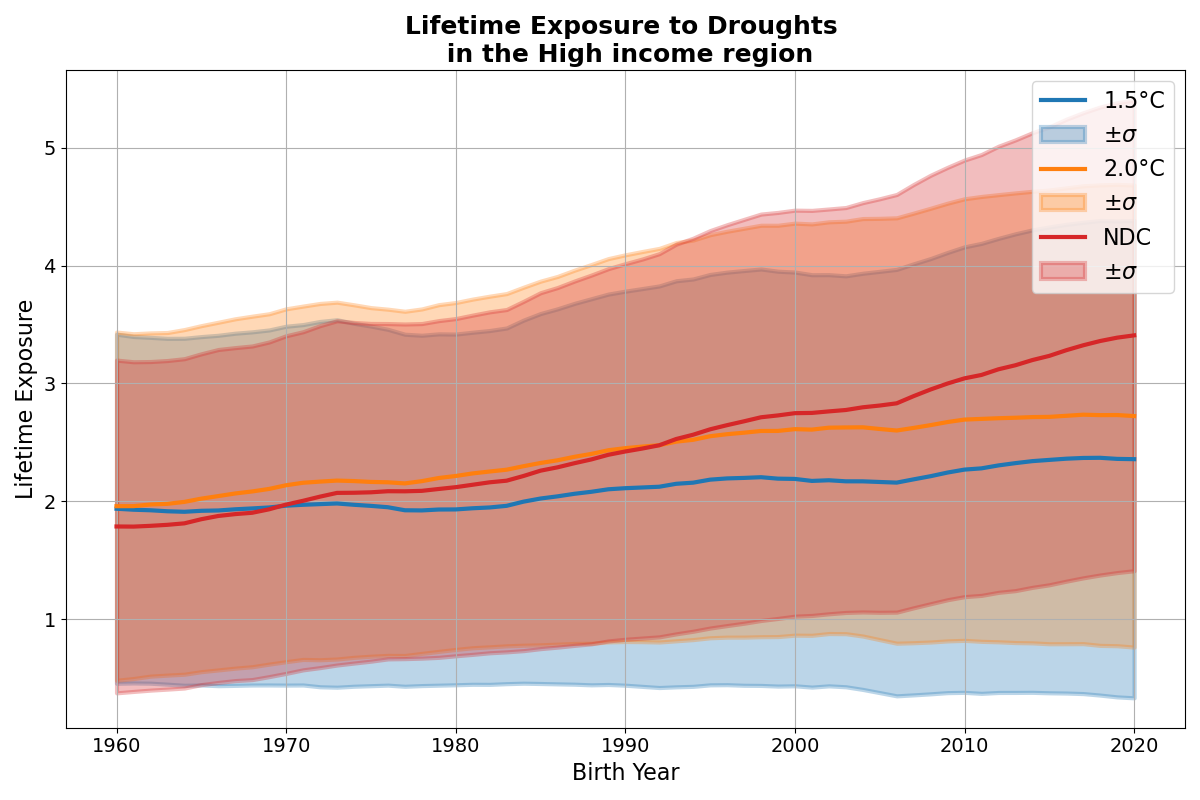 Lifetime Exposure to Droughts
in the High income region
1.5°C
±σ
2.0°C
±σ
NDC
±σ
Lifetime Exposure
5
4
3
2
1
1960 1970 1980 1990 2000 2010 2020
Birth Year